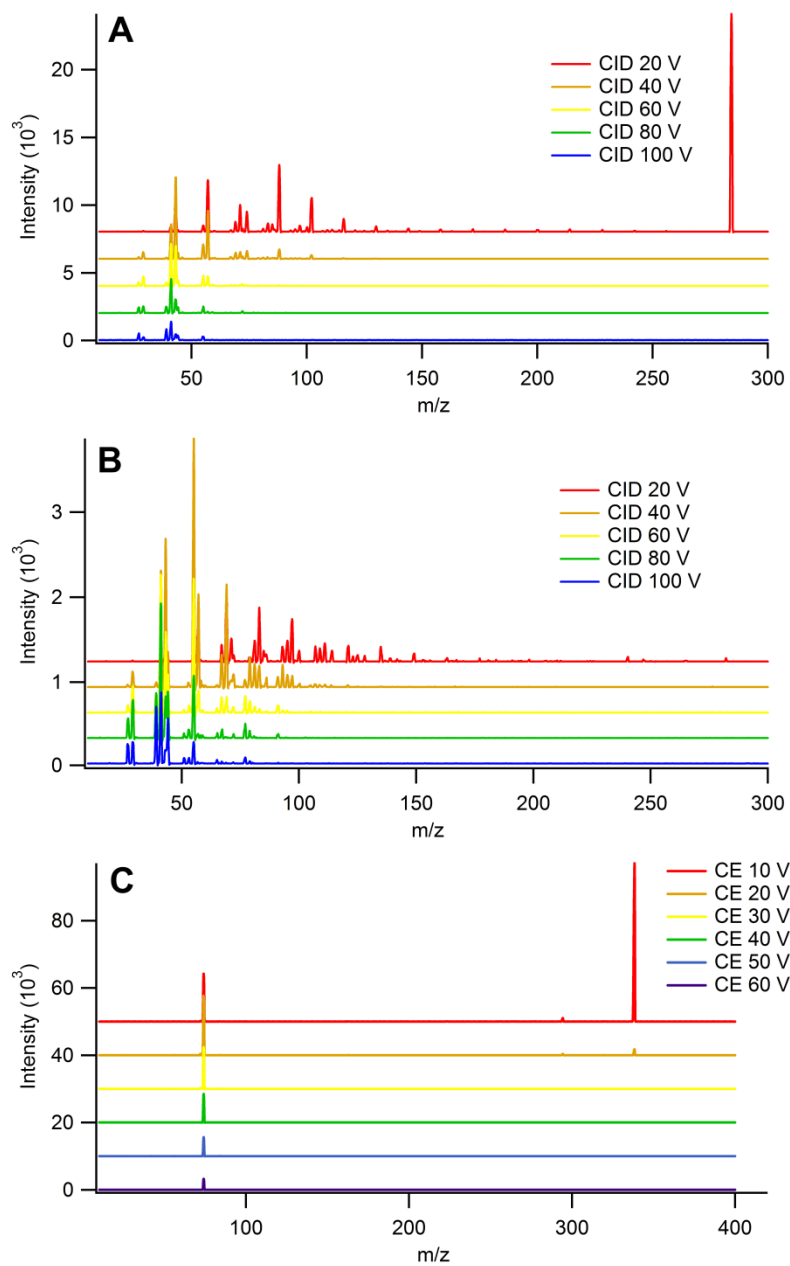 A
CID 20 V
CID 40 V
CID 60 V
CID 80 V
CID 100 V
Intensity (10³)
20
15
10
5
0
50 100 150 200 250 300
m/z
B
CID 20 V
CID 40 V
CID 60 V
CID 80 V
CID 100 V
Intensity (10³)
3
2
1
0
50 100 150 200 250 300
m/z
C
CE 10 V
CE 20 V
CE 30 V
CE 40 V
CE 50 V
CE 60 V
Intensity (10³)
80
60
40
20
0
100 200 300 400
m/z